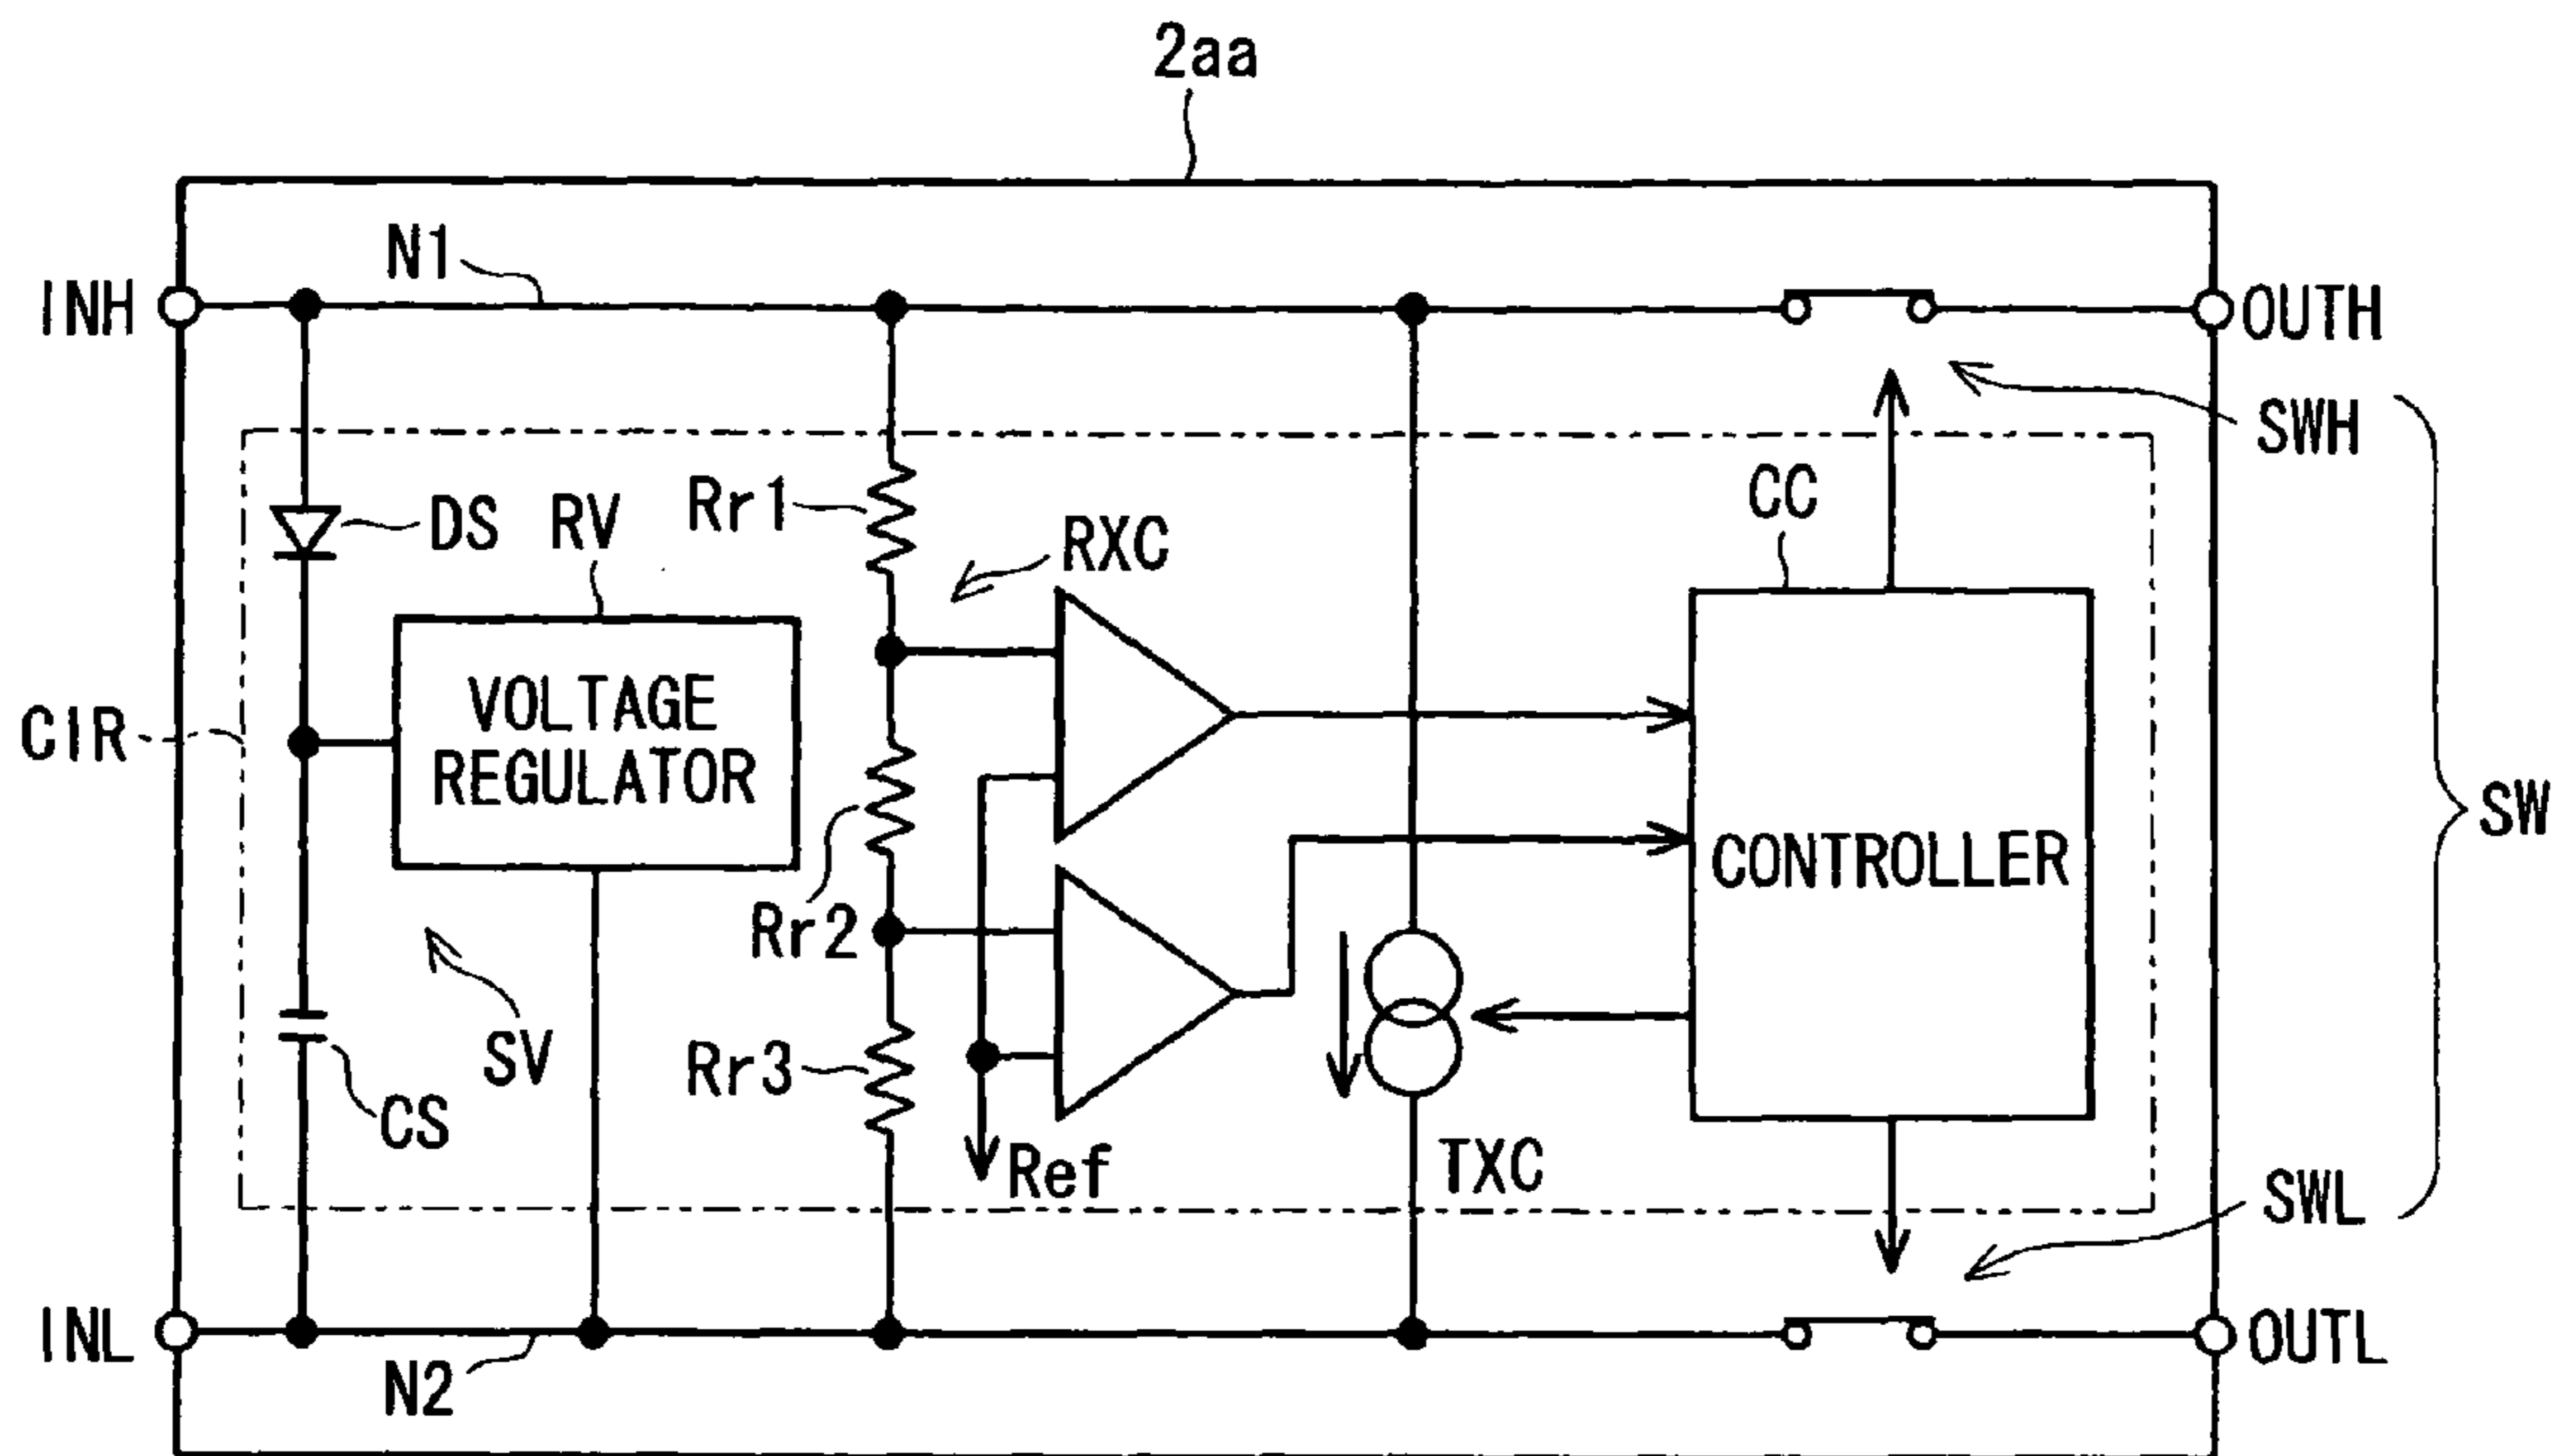 2aa
N1
INH
OUTH
SWH
CC
Rr1
DS
RV
RXC
VOLTAGE
REGULATOR
CIR
SW
CONTROLLER
Rr2
SV
Rr3
CS
Ref
TXC
SWL
INL
OUTL
N2